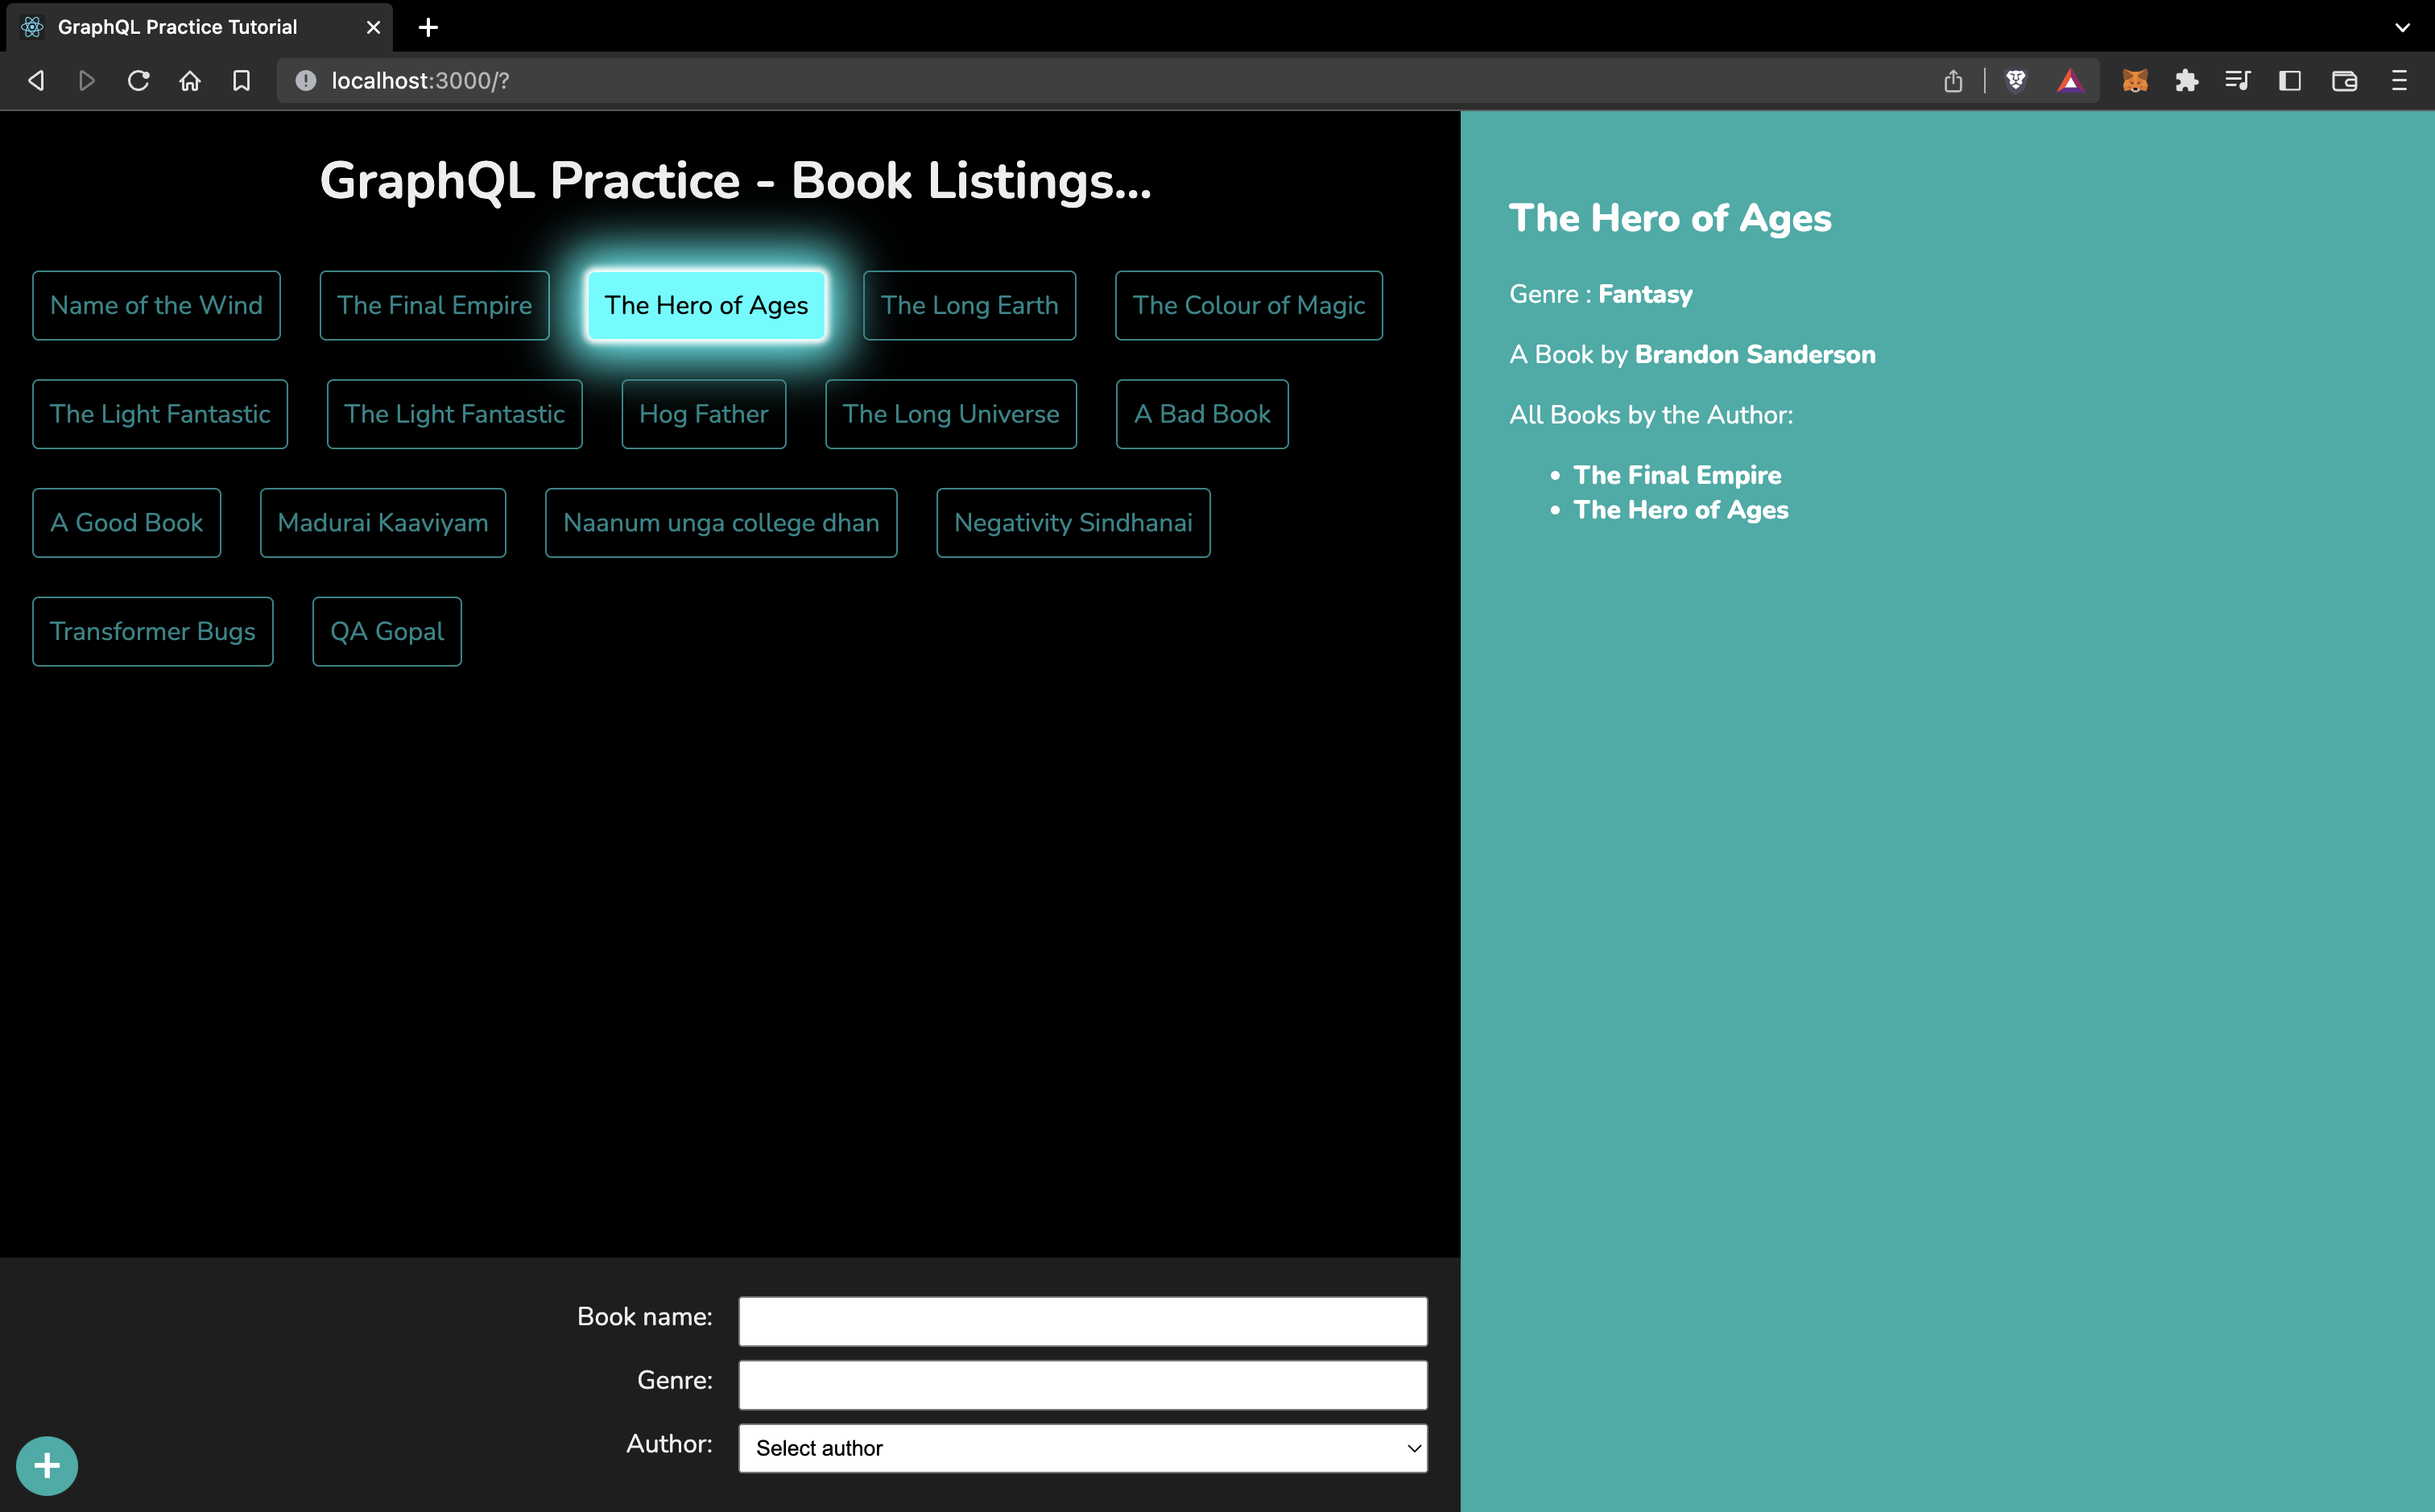 GraphQL Practice Tutorial
localhost:3000/?
GraphQL Practice - Book Listings...
Name of the Wind
The Final Empire
The Hero of Ages
The Long Earth
The Colour of Magic
The Light Fantastic
The Light Fantastic
Hog Father
The Long Universe
A Bad Book
A Good Book
Madurai Kaaviyam
Naanum unga college dhan
Negativity Sindhanai
Transformer Bugs
QA Gopal
Book name:
Genre:
Author:
Select author
+
The Hero of Ages
Genre : Fantasy
A Book by Brandon Sanderson
All Books by the Author:
• The Final Empire
• The Hero of Ages